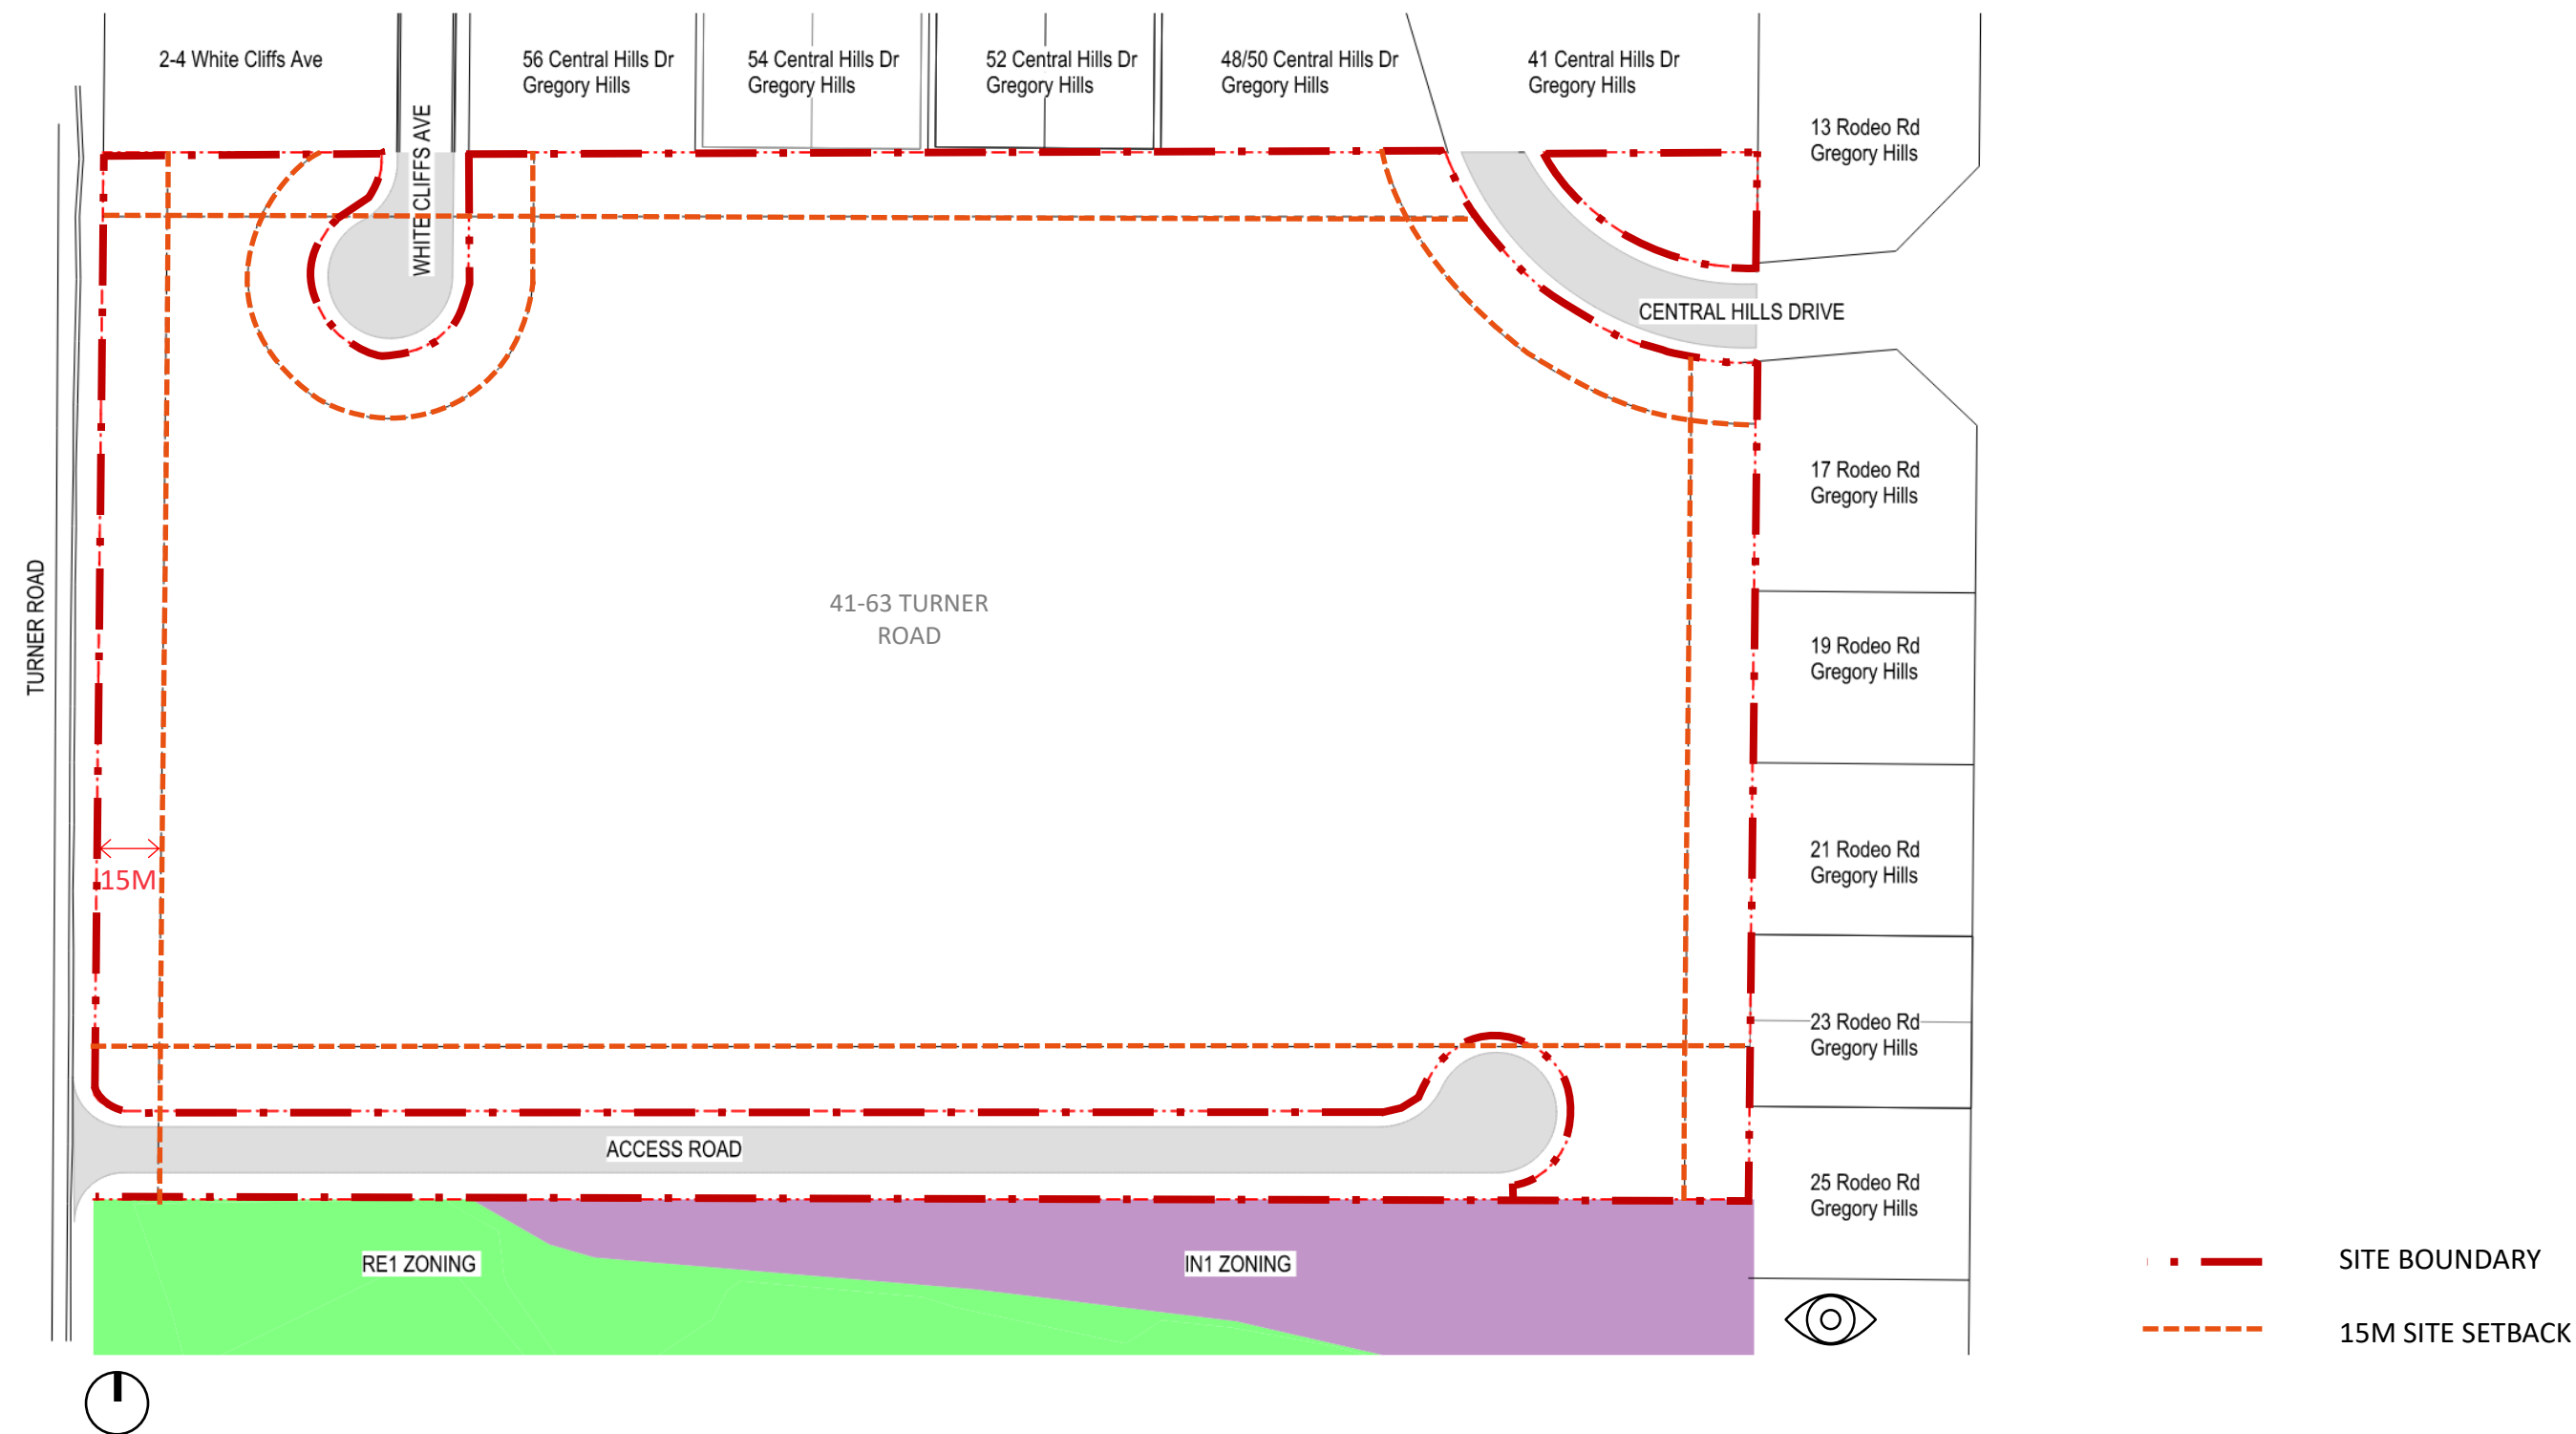 2-4 White Cliffs Ave
56 Central Hills Dr
Gregory Hills
54 Central Hills Dr
Gregory Hills
52 Central Hills Dr
Gregory Hills
48/50 Central Hills Dr
Gregory Hills
41 Central Hills Dr
Gregory Hills
13 Rodeo Rd
Gregory Hills
WHITE CLIFFS AVE
CENTRAL HILLS DRIVE
17 Rodeo Rd
Gregory Hills
TURNER ROAD
41-63 TURNER
ROAD
19 Rodeo Rd
Gregory Hills
15M
21 Rodeo Rd
Gregory Hills
23 Rodeo Rd
Gregory Hills
ACCESS ROAD
25 Rodeo Rd
Gregory Hills
RE1 ZONING
IN1 ZONING
SITE BOUNDARY
15M SITE SETBACK